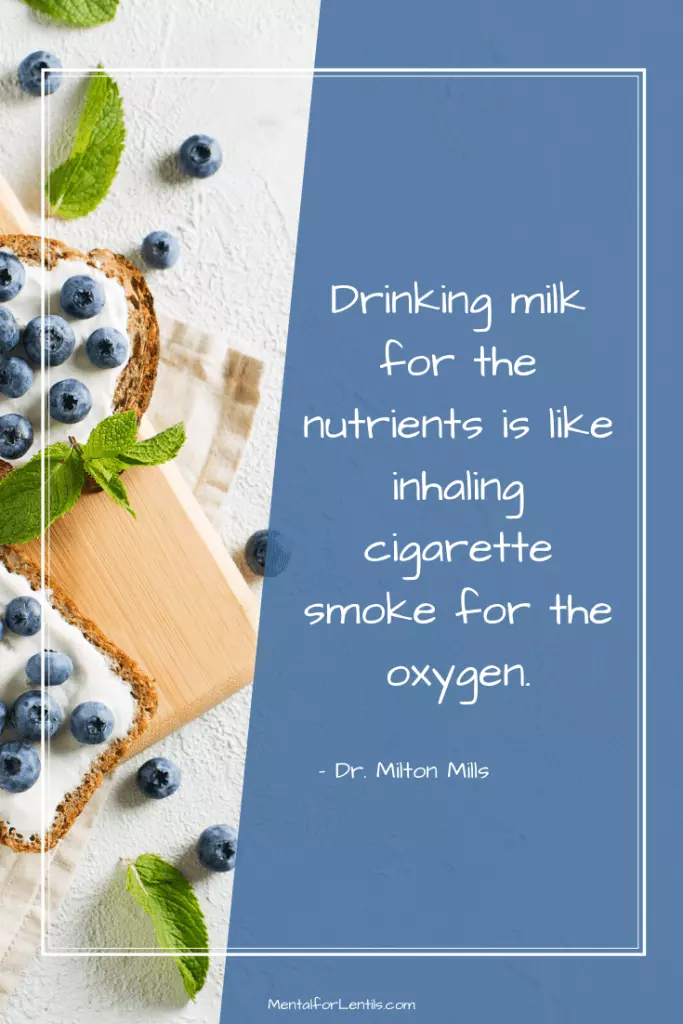 Drinking milk
for the
nutrients is like
inhaling
cigarette
smoke for the
oxygen.
- Dr. Milton Mills
MentalforLentils.com